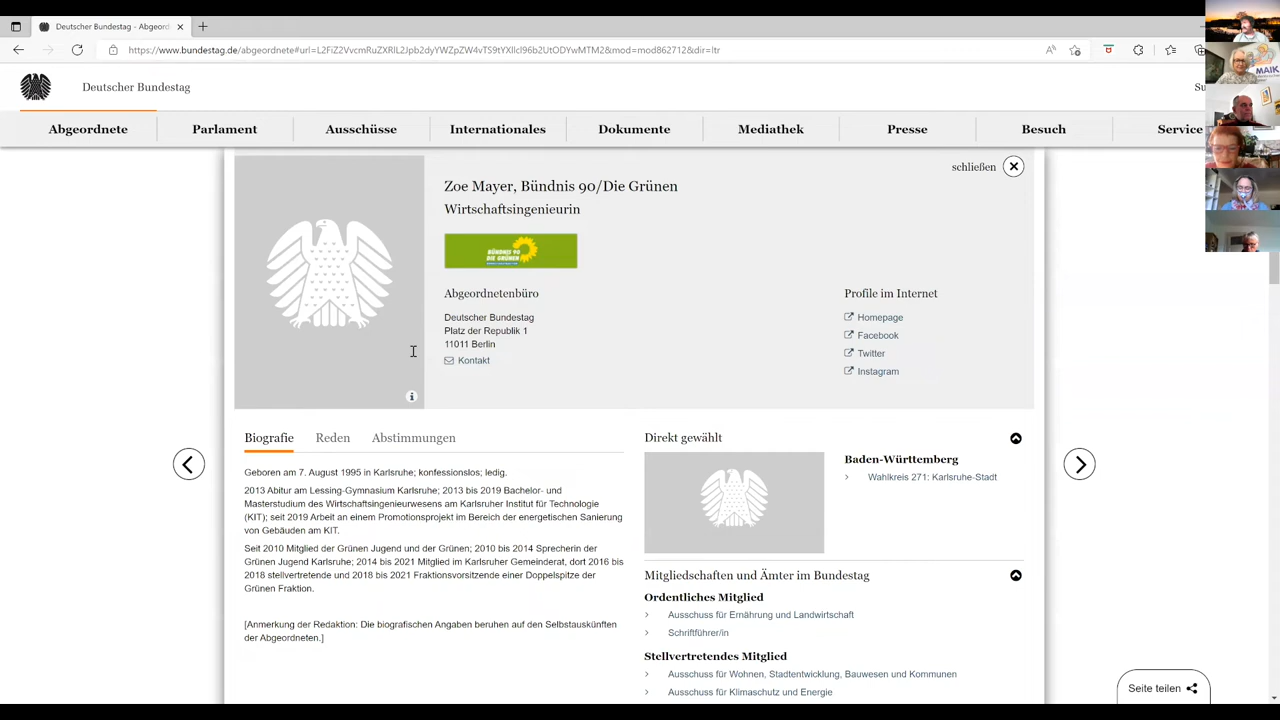 Deutscher Bundestag - Abgeord
https://www.bundestag.de/abgeordnete#url=L2FiZ2VvcmRuZXRlL2Jpb2dyYWZpZW4vTS9tYXllcl96b2UtODYwMTM2&mod=mod862712&dir=ltr
Deutscher Bundestag
Su
Abgeordnete
Parlament
Ausschüsse
Internationales
Dokumente
Mediathek
Presse
Besuch
Service
MAIK
schließen
Zoe Mayer, Bündnis 90/Die Grünen
Wirtschaftsingenieurin
BÜNDNIS 90
DIE GRÜNEN
Abgeordnetenbüro
Deutscher Bundestag
Platz der Republik 1
11011 Berlin
Kontakt
Profile im Internet
Homepage
Facebook
Twitter
Instagram
Biografie
Reden
Abstimmungen
Geboren am 7. August 1995 in Karlsruhe; konfessionslos; ledig.
2013 Abitur am Lessing-Gymnasium Karlsruhe; 2013 bis 2019 Bachelor- und
Masterstudium des Wirtschaftsingenieurwesens am Karlsruher Institut für Technologie
(KIT); seit 2019 Arbeit an einem Promotionsprojekt im Bereich der energetischen Sanierung
von Gebäuden am KIT.
Seit 2010 Mitglied der Grünen Jugend und der Grünen; 2010 bis 2014 Sprecherin der
Grünen Jugend Karlsruhe; 2014 bis 2021 Mitglied im Karlsruher Gemeinderat, dort 2016 bis
2018 stellvertretende und 2018 bis 2021 Fraktionsvorsitzende einer Doppelspitze der
Grünen Fraktion.
[Anmerkung der Redaktion: Die biografischen Angaben beruhen auf den Selbstauskünften
der Abgeordneten.]
Direkt gewählt
Baden-Württemberg
Wahlkreis 271: Karlsruhe-Stadt
Mitgliedschaften und Ämter im Bundestag
Ordentliches Mitglied
Ausschuss für Ernährung und Landwirtschaft
Schriftführer/in
Stellvertretendes Mitglied
Ausschuss für Wohnen, Stadtentwicklung, Bauwesen und Kommunen
Ausschuss für Klimaschutz und Energie
Seite teilen